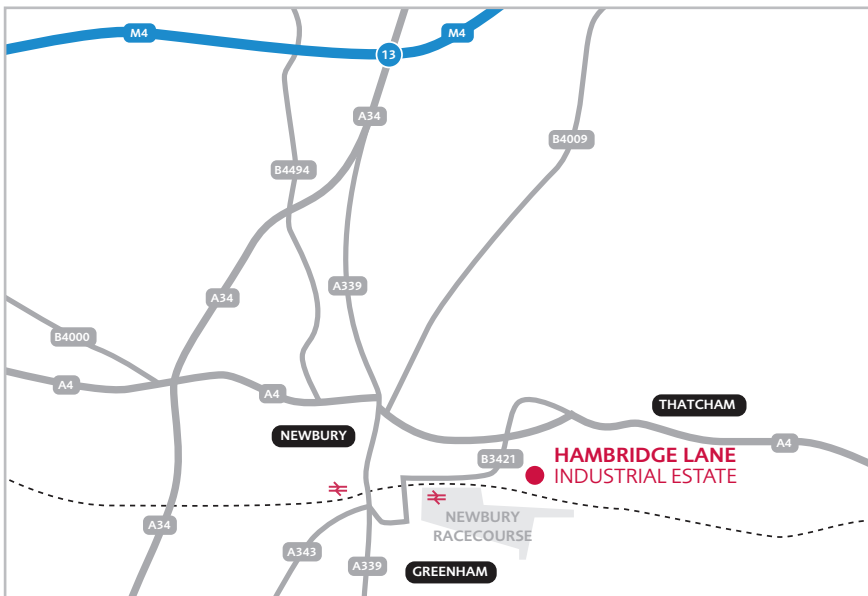 M4
M4
13
A34
B4009
B4494
A339
A34
B4000
A4
A4
THATCHAM
NEWBURY
A4
HAMBRIDGE LANE
INDUSTRIAL ESTATE
B3421
NEWBURY
RACECOURSE
A34
A343
A339
GREENHAM